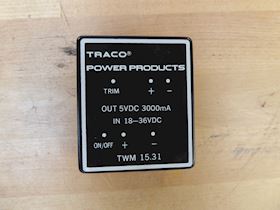 TRACO®
POWER PRODUCTS
TRIM + -
OUT 5VDC 3000mA
IN 18-36VDC
ON/OFF + -
TWM 15.31